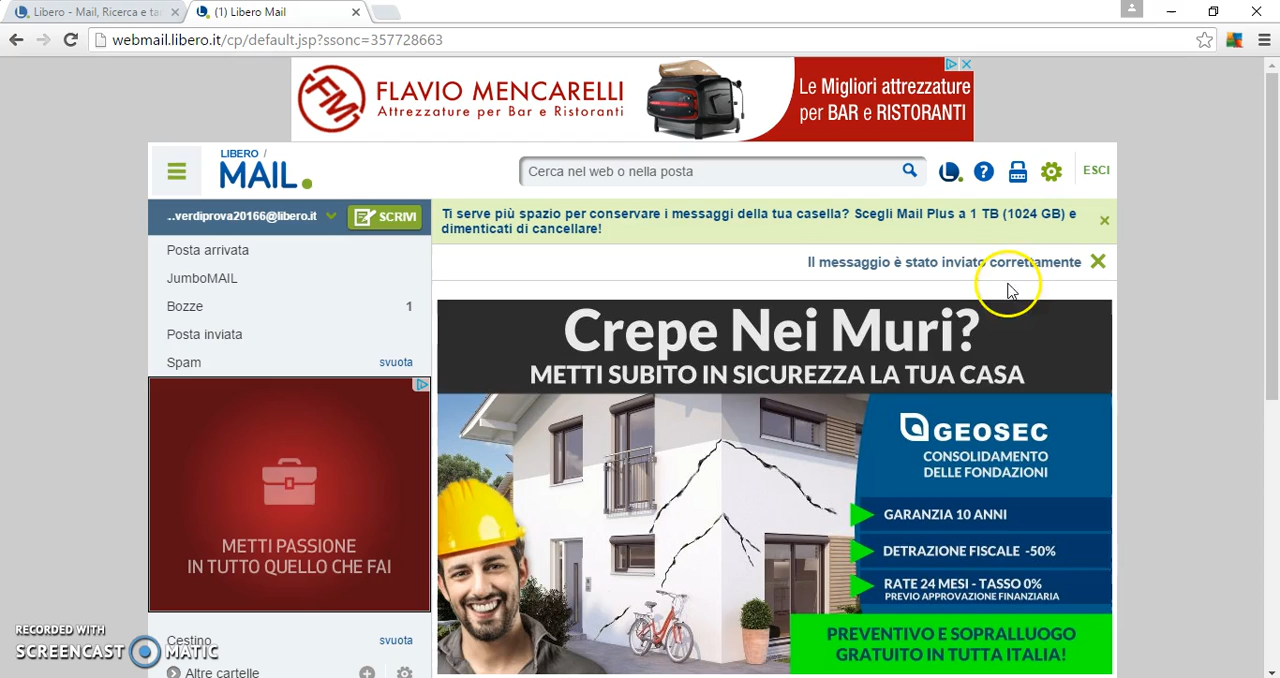 Libero - Mail, Ricerca e ta
(1) Libero Mail
webmail.libero.it/cp/default.jsp?ssonc=357728663
FM
FLAVIO MENCARELLI
Attrezzature per Bar e Ristoranti
Le Migliori attrezzature
per BAR e RISTORANTI
LIBERO /
MAIL.
Cerca nel web o nella posta
L.
?
ESCI
..verdiprova20166@libero.it
SCRIVI
Ti serve più spazio per conservare i messaggi della tua casella? Scegli Mail Plus a 1 TB (1024 GB) e
dimenticati di cancellare!
Il messaggio è stato inviato correttamente
Posta arrivata
JumboMAIL
Bozze 1
Posta inviata
Spam svuota
Crepe Nei Muri?
METTI SUBITO IN SICUREZZA LA TUA CASA
GEOSEC
CONSOLIDAMENTO
DELLE FONDAZIONI
GARANZIA 10 ANNI
DETRAZIONE FISCALE -50%
RATE 24 MESI - TASSO 0%
PREVIO APPROVAZIONE FINANZIARIA
PREVENTIVO E SOPRALLUOGO
GRATUITO IN TUTTA ITALIA!
METTI PASSIONE
IN TUTTO QUELLO CHE FAI
Cestino svuota
Altre cartelle
RECORDED WITH
SCREENCAST MATIC